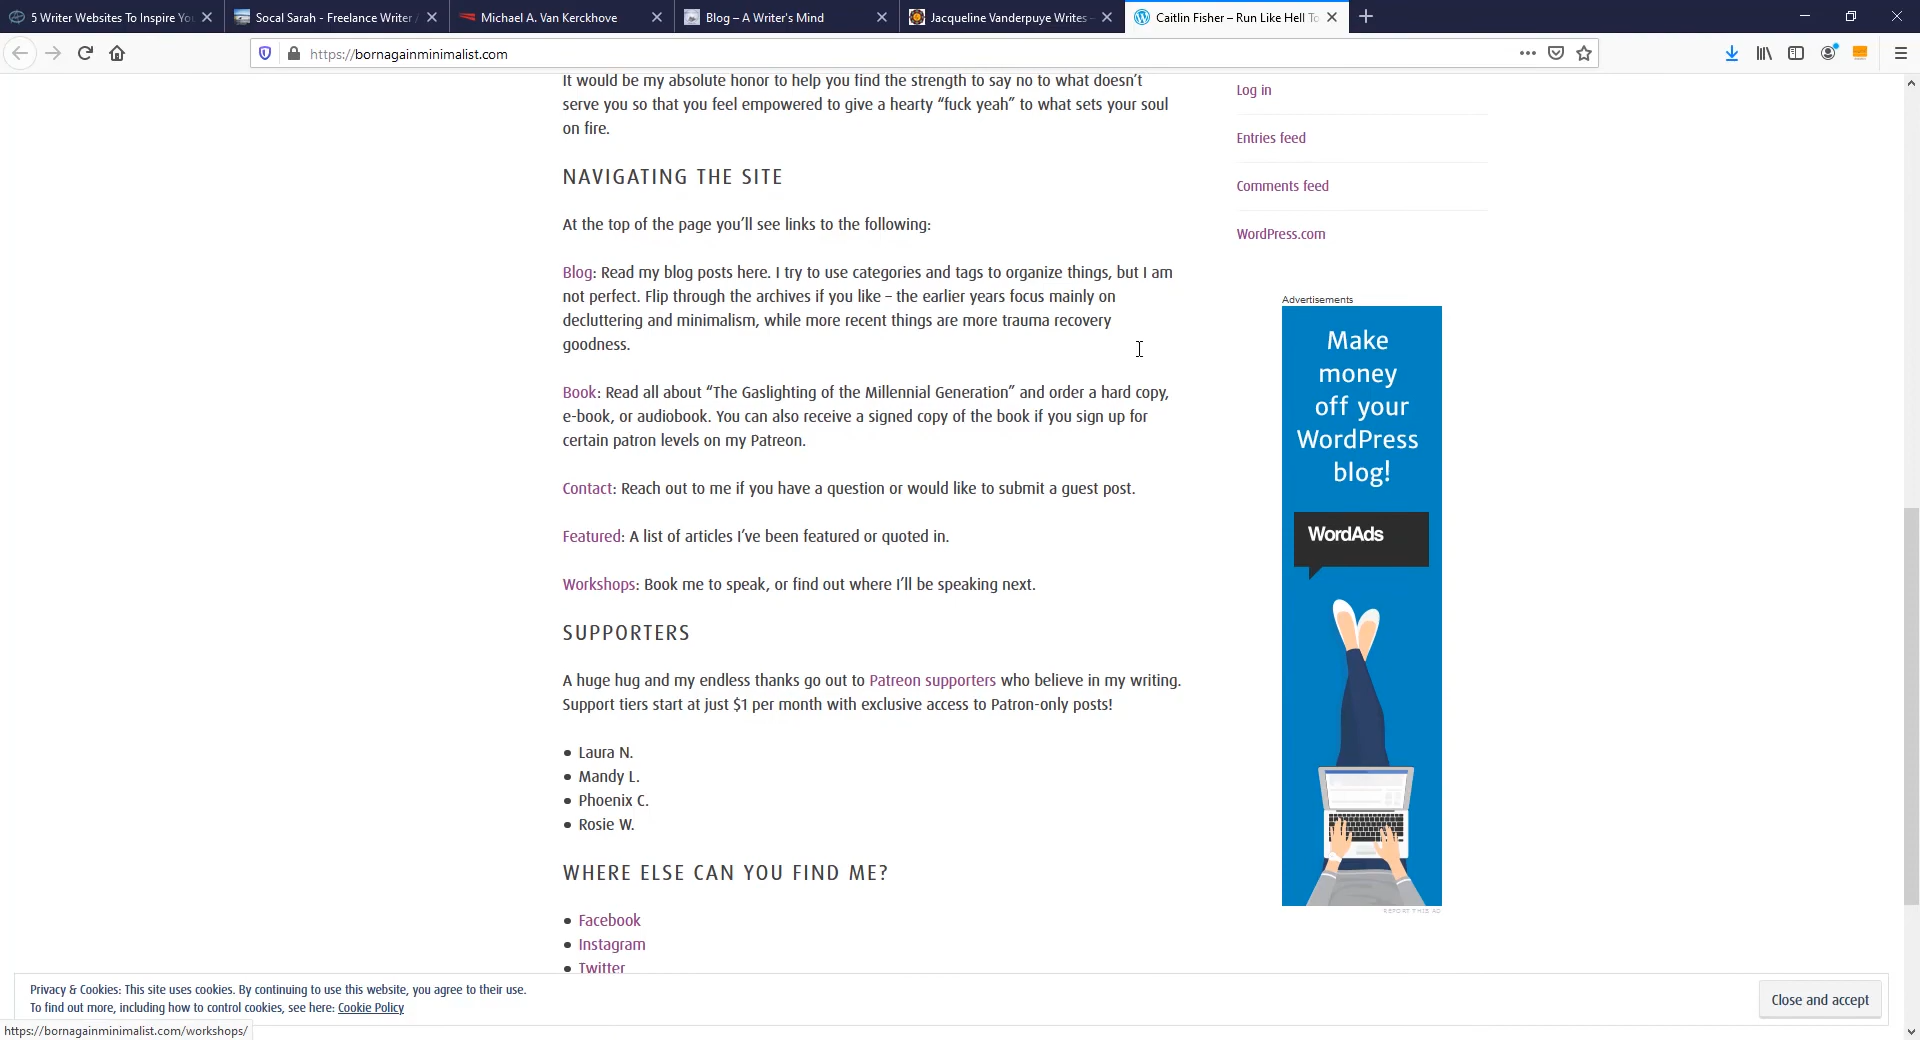 5 Writer Websites To Inspire Yo
Socal Sarah - Freelance Writer /
Michael A. Van Kerckhove
Blog – A Writer's Mind
Jacqueline Vanderpuye Writes -
Caitlin Fisher – Run Like Hell To
https://bornagainminimalist.com
It would be my absolute honor to help you find the strength to say no to what doesn’t
serve you so that you feel empowered to give a hearty “fuck yeah” to what sets your soul
on fire.
NAVIGATING THE SITE
At the top of the page you’ll see links to the following:
Blog: Read my blog posts here. I try to use categories and tags to organize things, but I am
not perfect. Flip through the archives if you like – the earlier years focus mainly on
decluttering and minimalism, while more recent things are more trauma recovery
goodness.
Book: Read all about “The Gaslighting of the Millennial Generation” and order a hard copy,
e-book, or audiobook. You can also receive a signed copy of the book if you sign up for
certain patron levels on my Patreon.
Contact: Reach out to me if you have a question or would like to submit a guest post.
Featured: A list of articles I’ve been featured or quoted in.
Workshops: Book me to speak, or find out where I’ll be speaking next.
SUPPORTERS
A huge hug and my endless thanks go out to Patreon supporters who believe in my writing.
Support tiers start at just $1 per month with exclusive access to Patron-only posts!
• Laura N.
• Mandy L.
• Phoenix C.
• Rosie W.
WHERE ELSE CAN YOU FIND ME?
• Facebook
• Instagram
• Twitter
Log in
Entries feed
Comments feed
WordPress.com
Advertisements
Make
money
off your
WordPress
blog!
WordAds
REPORT THIS AD
Privacy & Cookies: This site uses cookies. By continuing to use this website, you agree to their use.
To find out more, including how to control cookies, see here: Cookie Policy
Close and accept
https://bornagainminimalist.com/workshops/